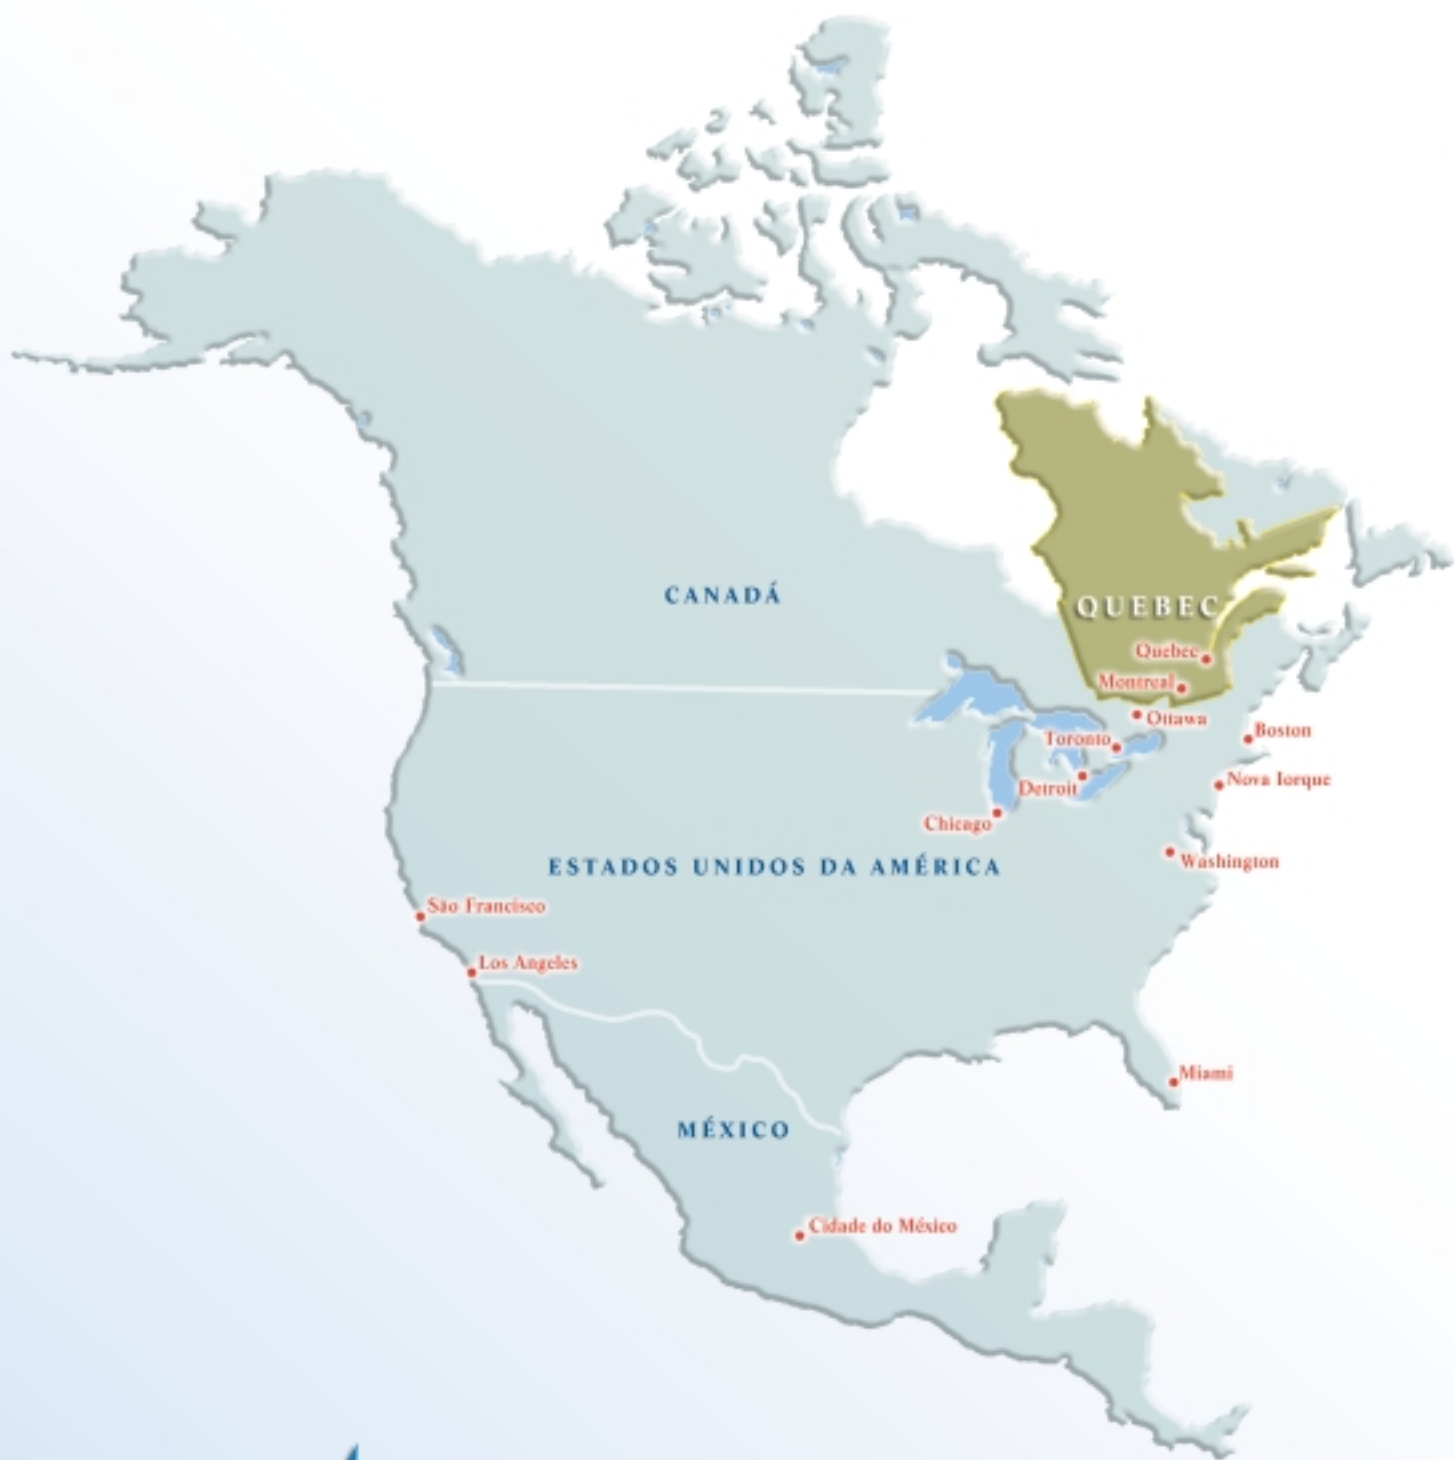 CANADÁ
QUEBEC
Quebec
Montreal
Ottawa
Toronto
Boston
Detroit
Nova Iorque
Chicago
Washington
ESTADOS UNIDOS DA AMÉRICA
São Francisco
Los Angeles
Miami
MÉXICO
Cidade do México